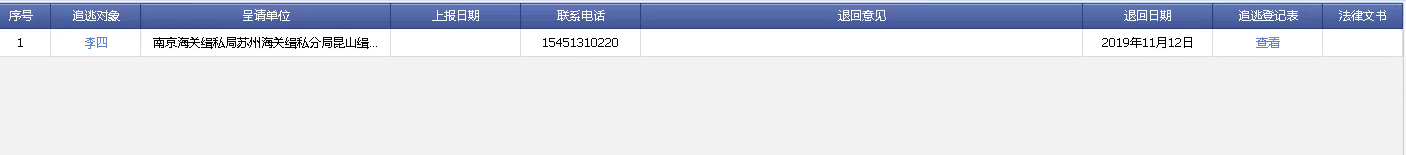 序号 追逃对象 呈请单位 上报日期 联系电话 退回意见 退回日期 追逃登记表 法律文书
1 李四 南京海关缉私局苏州海关缉私分局昆山缉... 15451310220 2019年11月12日 查看